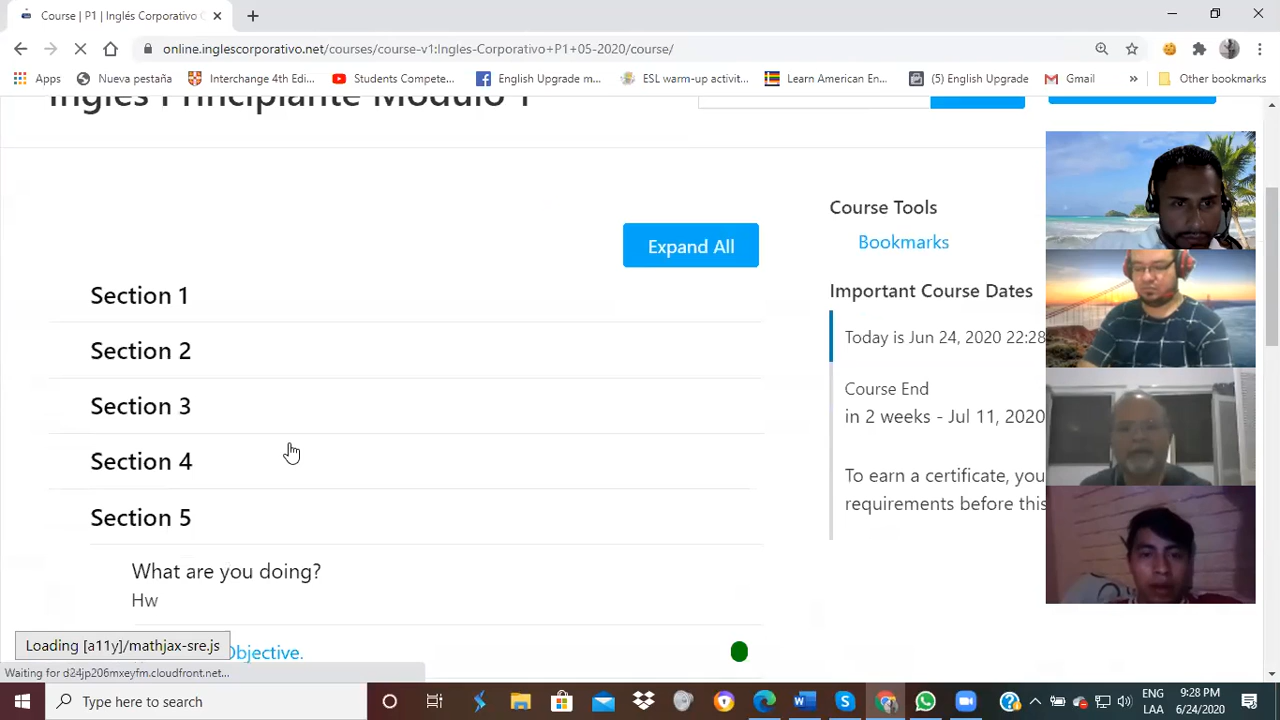 Course | P1 | Inglés Corporativo
online.inglescorporativo.net/courses/course-v1:Ingles-Corporativo+P1+05-2020/course/
Apps
Nueva pestaña
Interchange 4th Edi...
Students Compete...
English Upgrade m...
ESL warm-up activit...
Learn American En...
(5) English Upgrade
Gmail
»
Other bookmarks
Inglés Principiante Módulo 1
Expand All
Section 1
Section 2
Section 3
Section 4
Section 5
What are you doing?
Hw
Objective.
Course Tools
Bookmarks
Important Course Dates
Today is Jun 24, 2020 22:28
Course End
in 2 weeks - Jul 11, 2020
To earn a certificate, you
requirements before this
Loading [a11y]/mathjax-sre.js
Waiting for d24jp206mxeyfm.cloudfront.net...
Type here to search
ENG
LAA
9:28 PM
6/24/2020